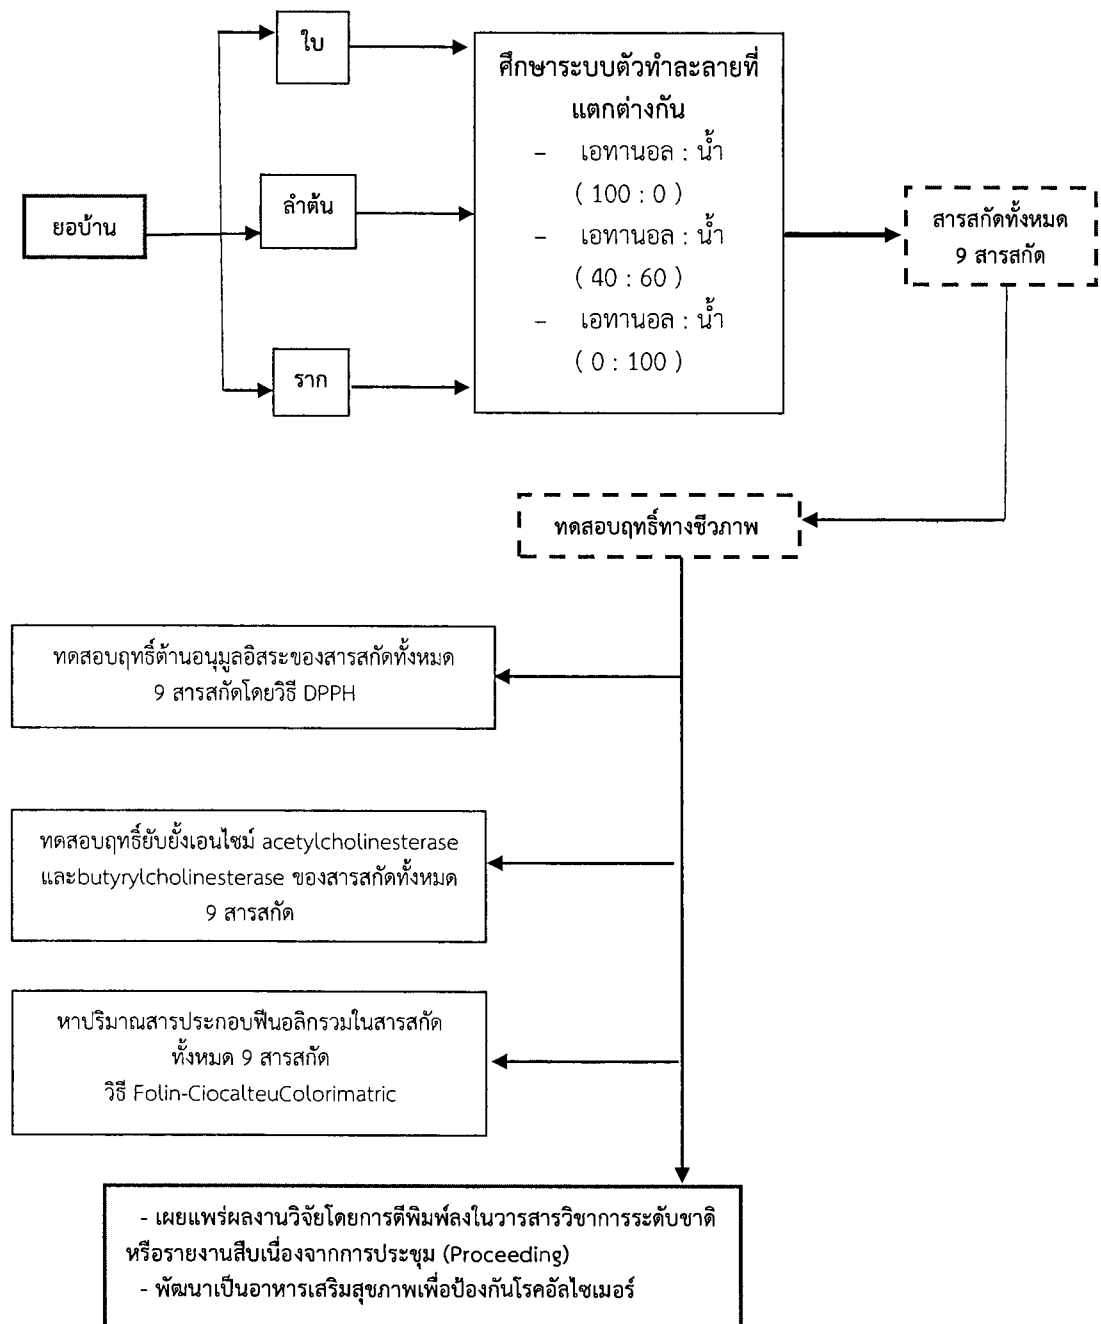 ใบ
ศึกษาระบบตัวทำละลายที่
แตกต่างกัน
– เอทานอล : น้ำ
( 100 : 0 )
– เอทานอล : น้ำ
( 40 : 60 )
– เอทานอล : น้ำ
( 0 : 100 )
ลำต้น
ยอบ้าน
ราก
สารสกัดทั้งหมด
9 สารสกัด
ทดสอบฤทธิ์ทางชีวภาพ
ทดสอบฤทธิ์ต้านอนุมูลอิสระของสารสกัดทั้งหมด
9 สารสกัดโดยวิธี DPPH
ทดสอบฤทธิ์ยับยั้งเอนไซม์ acetylcholinesterase
และbutyrylcholinesterase ของสารสกัดทั้งหมด
9 สารสกัด
หาปริมาณสารประกอบฟีนอลิกรวมในสารสกัด
ทั้งหมด 9 สารสกัด
วิธี Folin-CiocalteuColorimatric
- เผยแพร่ผลงานวิจัยโดยการตีพิมพ์ลงในวารสารวิชาการระดับชาติ
หรือรายงานสืบเนื่องจากการประชุม (Proceeding)
- พัฒนาเป็นอาหารเสริมสุขภาพเพื่อป้องกันโรคอัลไซเมอร์